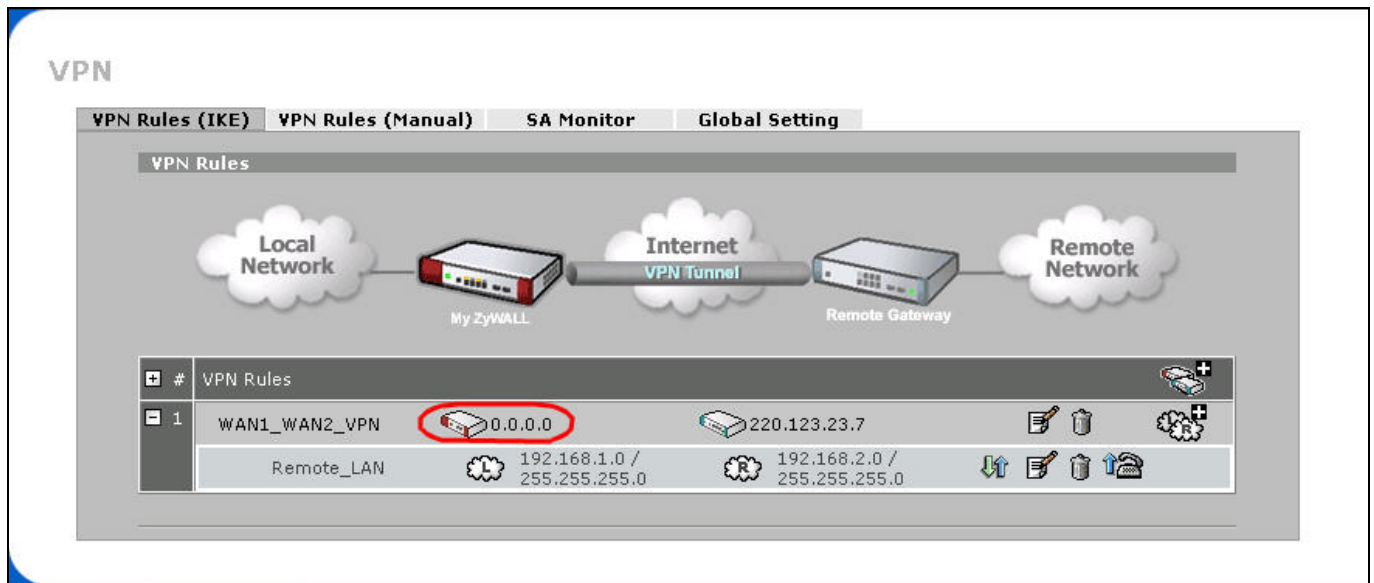 VPN
VPN Rules (IKE) VPN Rules (Manual) SA Monitor Global Setting
VPN Rules
Local Network
Internet
VPN Tunnel
Remote Network
My ZyWALL
Remote Gateway
# VPN Rules
1 WAN1_WAN2_VPN 0.0.0.0 220.123.23.7
Remote_LAN L 192.168.1.0 / 255.255.255.0 R 192.168.2.0 / 255.255.255.0